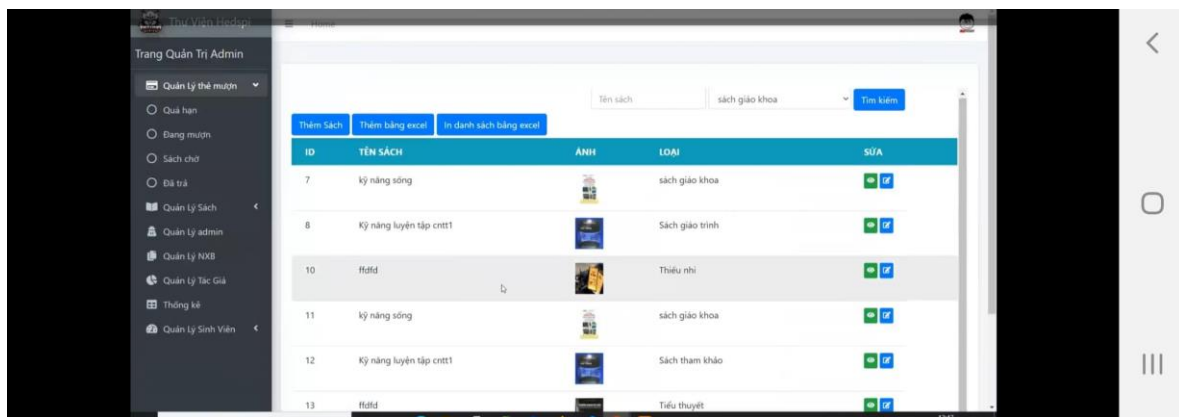 Thư Viện Hedspi
Home
Trang Quản Trị Admin
Quản Lý thẻ mượn
Quá hạn
Đang mượn
Sách chờ
Đã trả
Quản Lý Sách
Quản Lý admin
Quản Lý NXB
Quản Lý Tác Giả
Thống kê
Quản Lý Sinh Viên
Tên sách sách giáo khoa Tìm kiếm
Thêm Sách Thêm bằng excel In danh sách bằng excel
ID TÊN SÁCH ẢNH LOẠI SỬA
7 kỹ năng sống sách giáo khoa
8 Kỹ năng luyện tập cntt1 Sách giáo trình
10 ffdfd Thiếu nhi
11 kỹ năng sống sách giáo khoa
12 Kỹ năng luyện tập cntt1 Sách tham khảo
13 ffdfd Tiểu thuyết